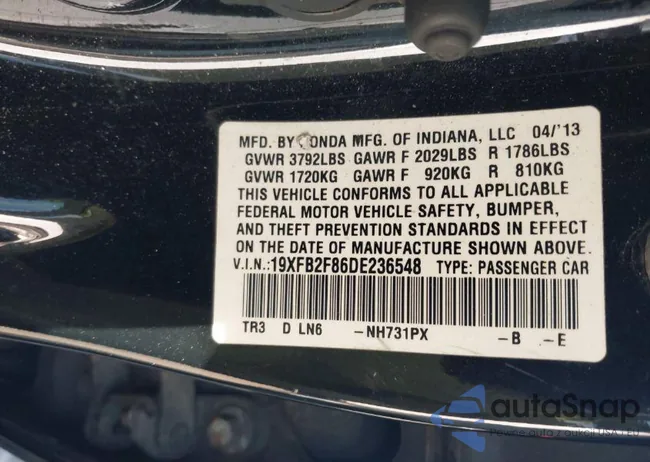 MFD. BY HONDA MFG. OF INDIANA, LLC 04/'13
GVWR 3792LBS GAWR F 2029LBS R 1786LBS
GVWR 1720KG GAWR F 920KG R 810KG
THIS VEHICLE CONFORMS TO ALL APPLICABLE
FEDERAL MOTOR VEHICLE SAFETY, BUMPER,
AND THEFT PREVENTION STANDARDS IN EFFECT
ON THE DATE OF MANUFACTURE SHOWN ABOVE.
V.I.N.:19XFB2F86DE236548 TYPE: PASSENGER CAR
TR3 D LN6 -NH731PX -B -E
autoSnap